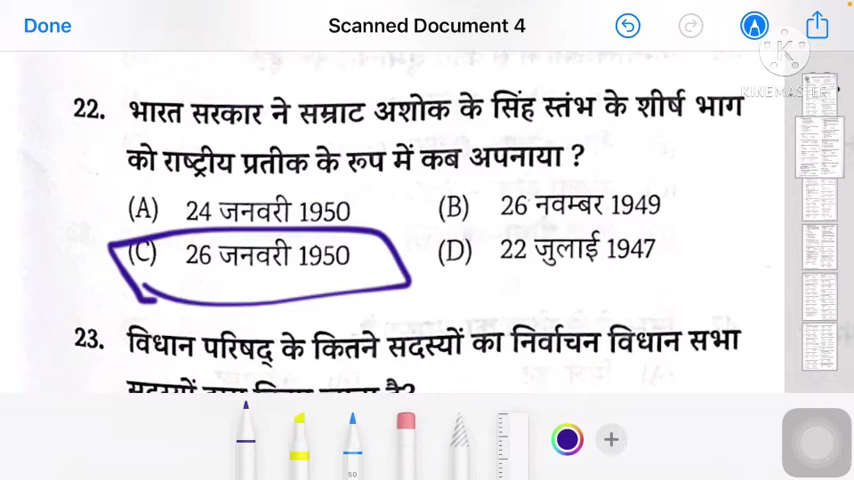 Done
Scanned Document 4
KINEMASTER
22. भारत सरकार ने सम्राट अशोक के सिंह स्तंभ के शीर्ष भाग
को राष्ट्रीय प्रतीक के रूप में कब अपनाया ?
(A) 24 जनवरी 1950 (B) 26 नवम्बर 1949
(C) 26 जनवरी 1950 (D) 22 जुलाई 1947
23. विधान परिषद् के कितने सदस्यों का निर्वाचन विधान सभा
50